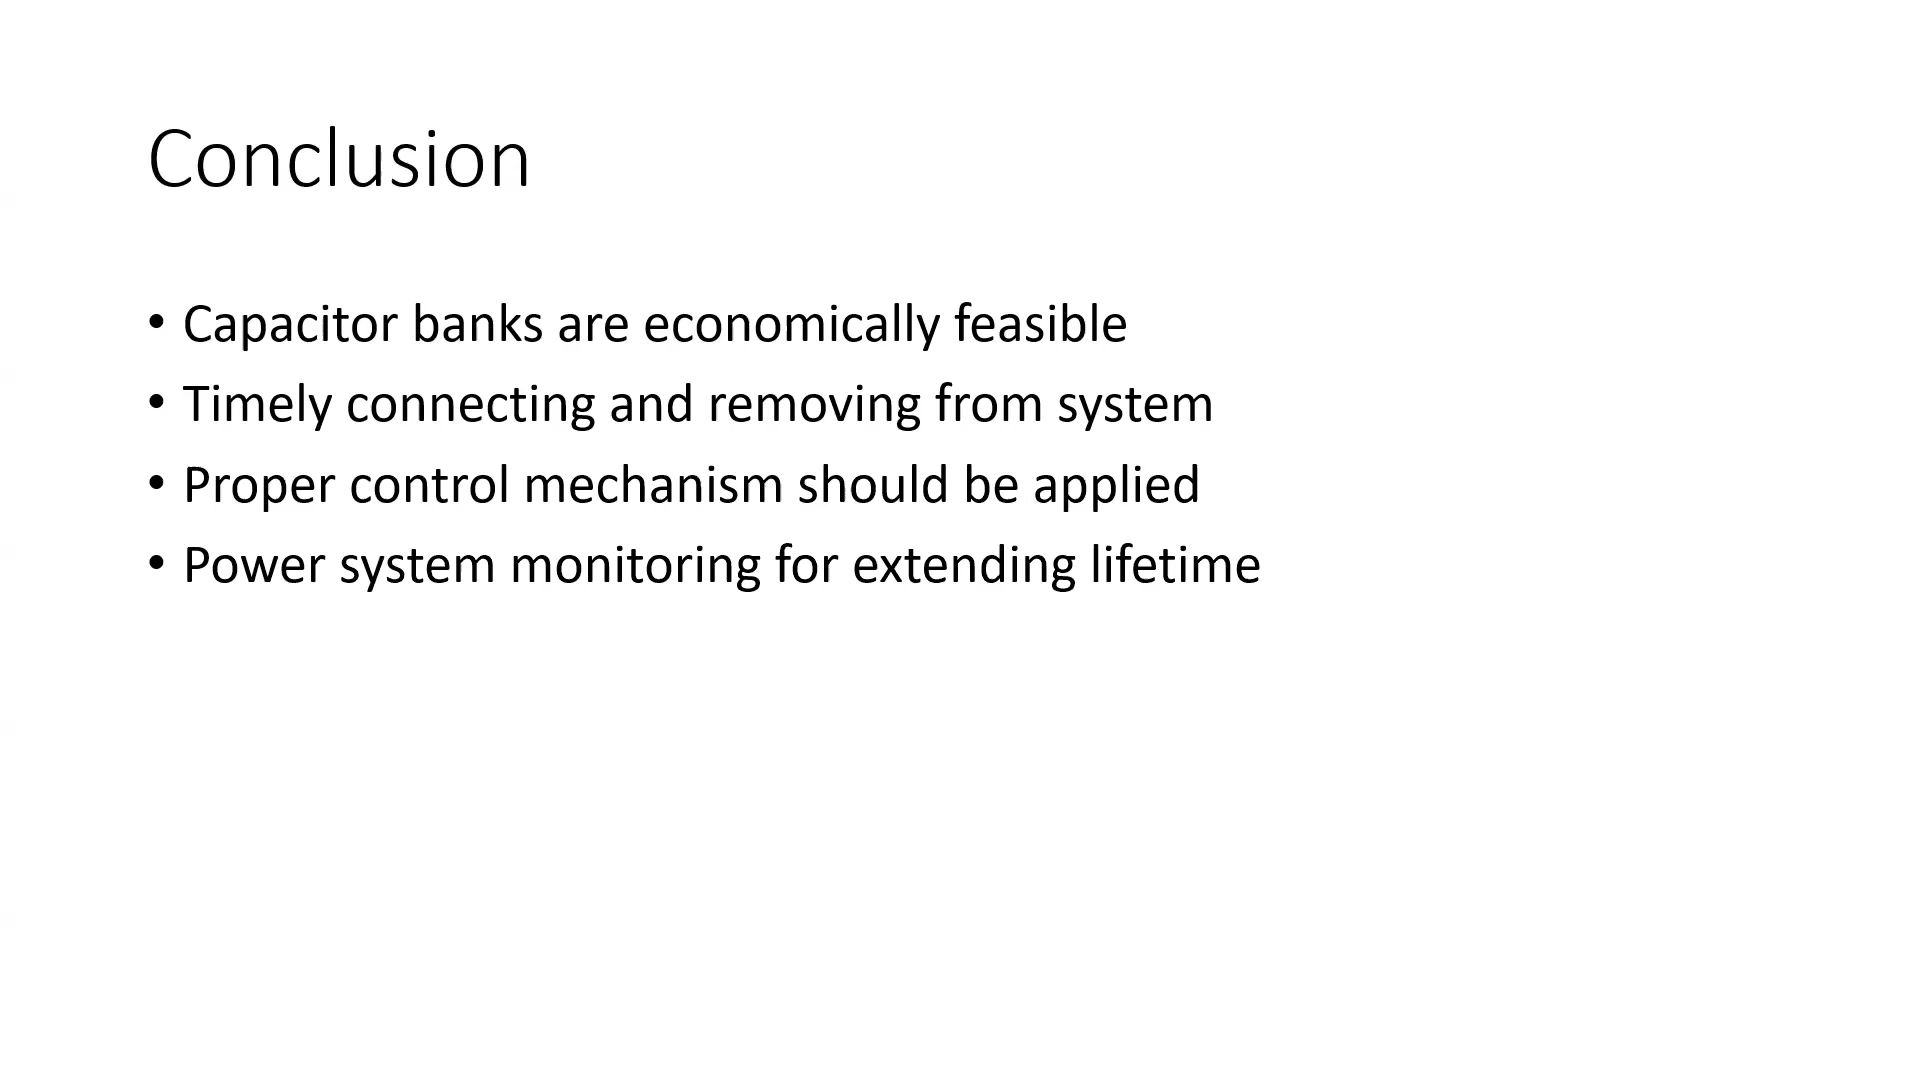 Conclusion
• Capacitor banks are economically feasible
• Timely connecting and removing from system
• Proper control mechanism should be applied
• Power system monitoring for extending lifetime